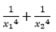 1/x₁⁴ + 1/x₂⁴